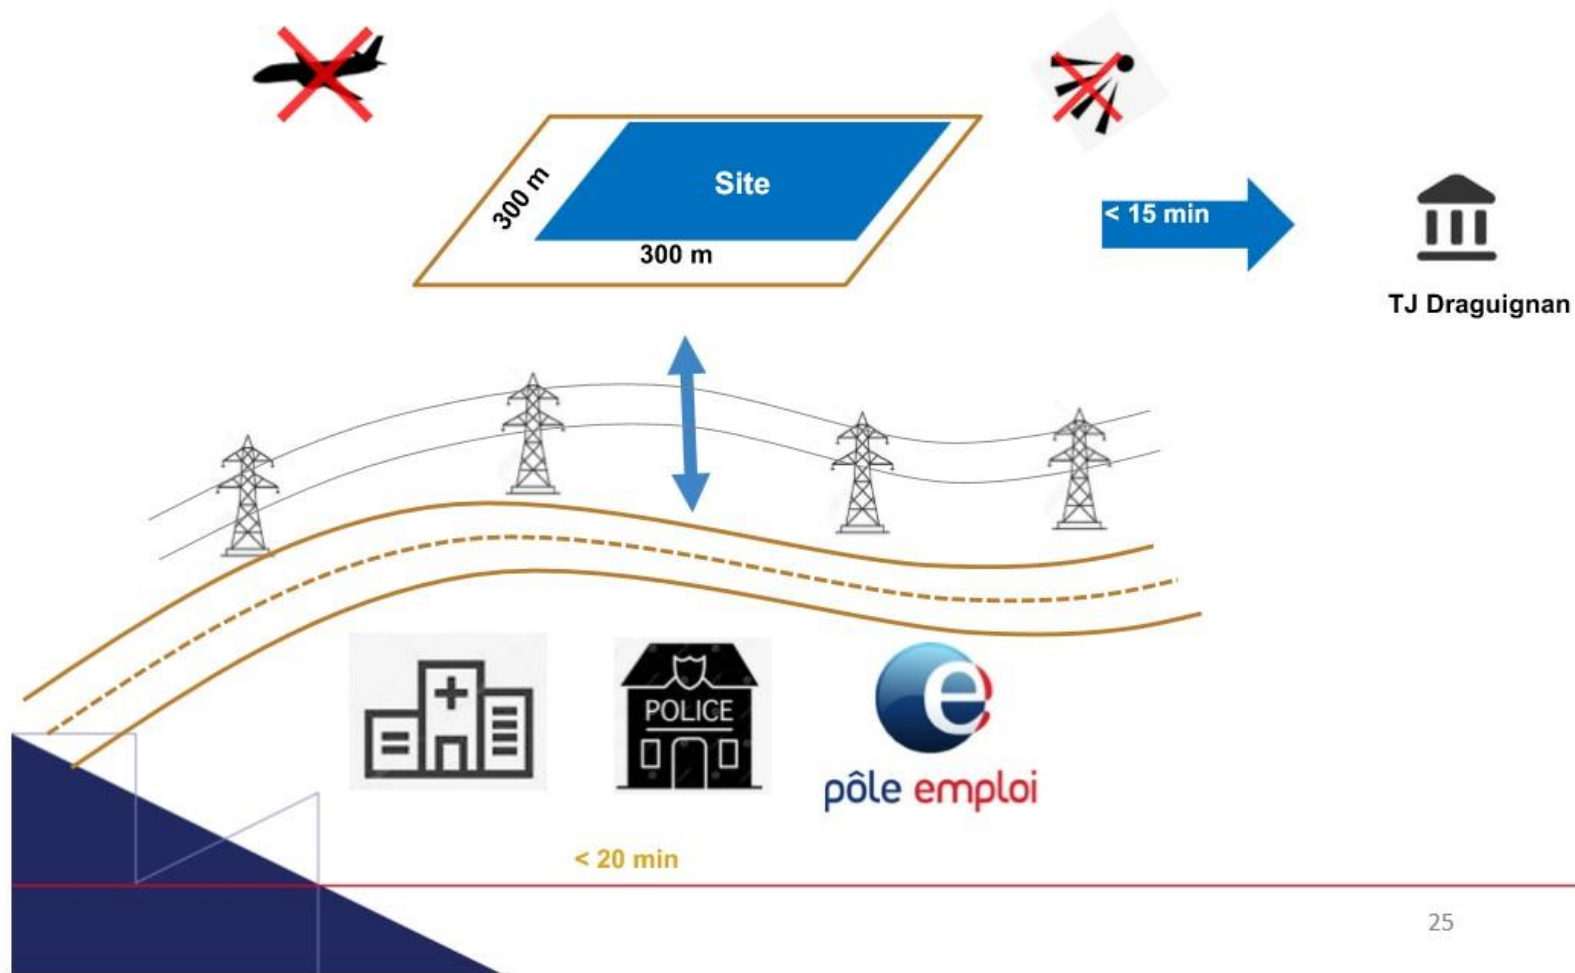 Site
300 m
300 m
< 15 min
TJ Draguignan
POLICE
pôle emploi
< 20 min
25